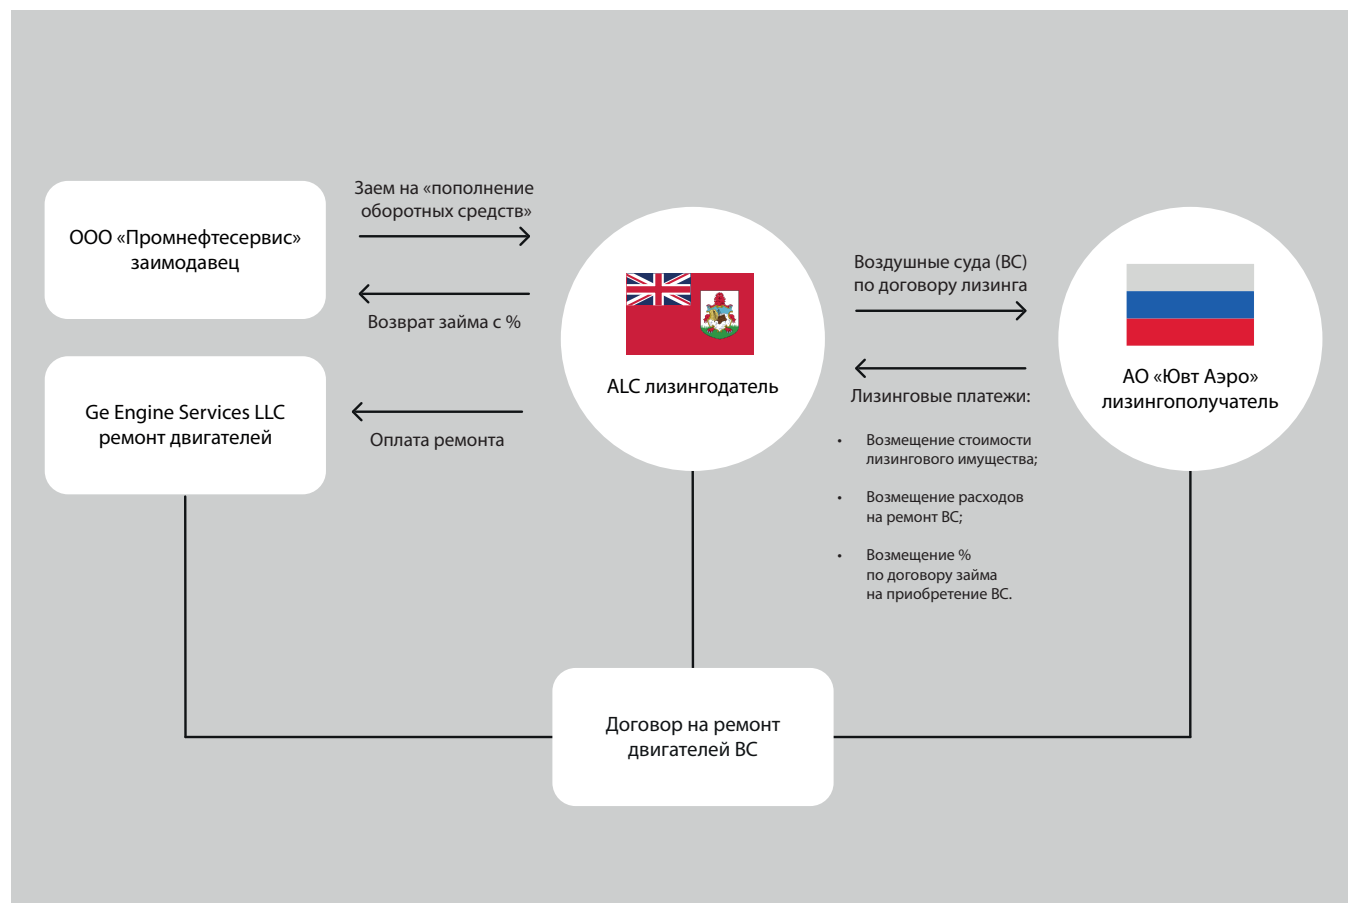 Заем на «пополнение
оборотных средств»
ООО «Промнефтесервис»
заимодавец
Возврат займа с %
Ge Engine Services LLC
ремонт двигателей
Оплата ремонта
ALC лизингодатель
Воздушные суда (ВС)
по договору лизинга
Лизинговые платежи:
• Возмещение стоимости
лизингового имущества;
• Возмещение расходов
на ремонт ВС;
• Возмещение %
по договору займа
на приобретение ВС.
АО «Ювт Аэро»
лизингополучатель
Договор на ремонт
двигателей ВС